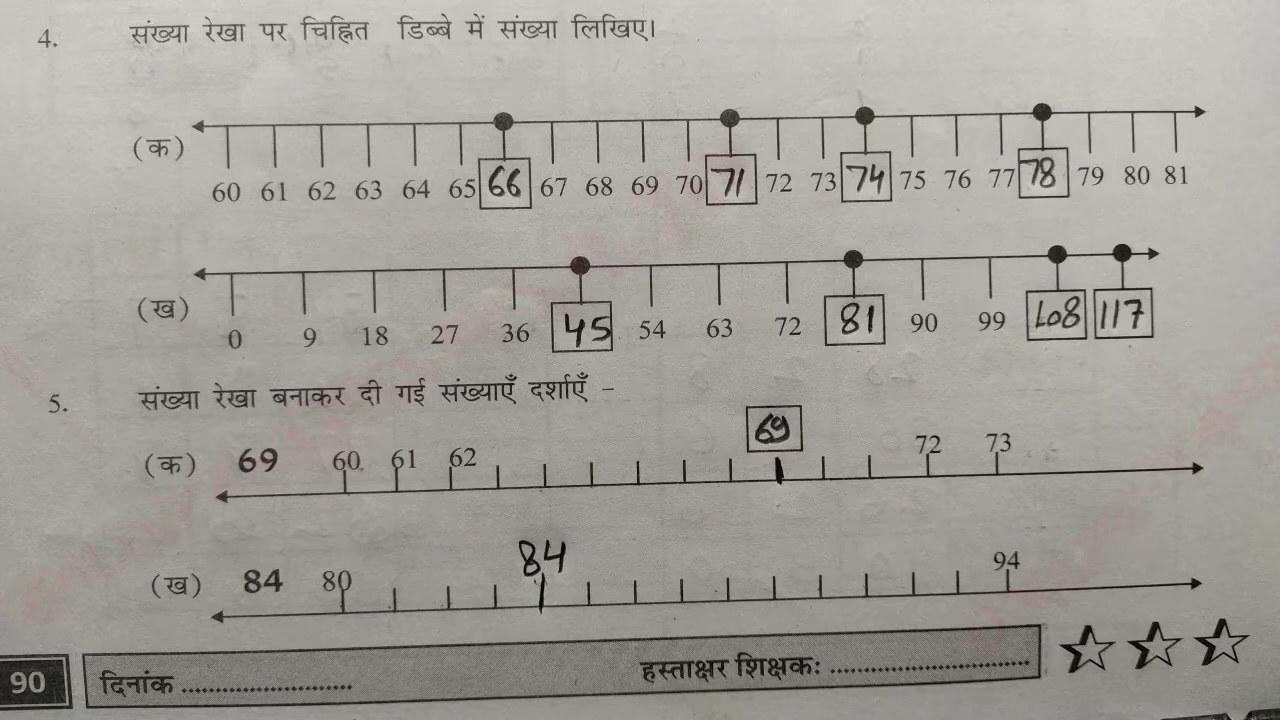 4. संख्या रेखा पर चिह्नित डिब्बे में संख्या लिखिए।
(क) 60 61 62 63 64 65 66 67 68 69 70 71 72 73 74 75 76 77 78 79 80 81
(ख) 0 9 18 27 36 45 54 63 72 81 90 99 108 117
5. संख्या रेखा बनाकर दी गई संख्याएँ दर्शाएँ –
(क) 69 60 61 62 69 72 73
(ख) 84 80 84 94
90 दिनांक ........................ हस्ताक्षर शिक्षकः ............................